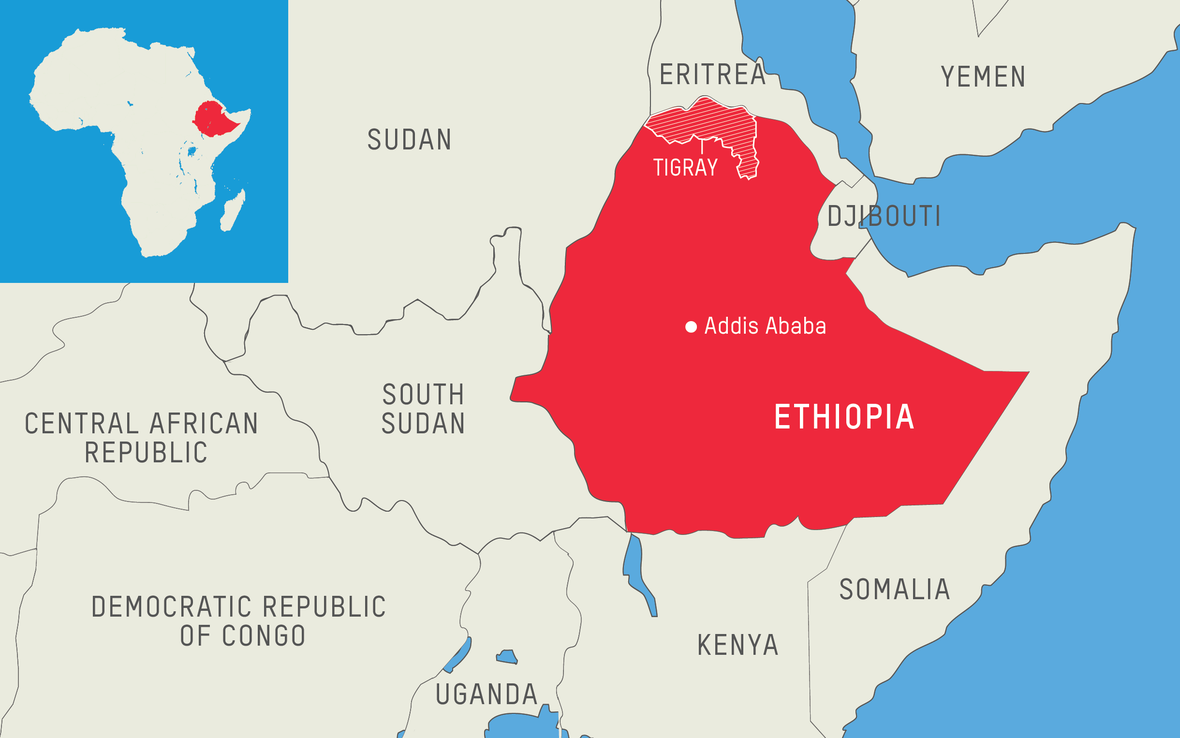 ERITREA
YEMEN
SUDAN
TIGRAY
DJIBOUTI
Addis Ababa
SOUTH
SUDAN
ETHIOPIA
CENTRAL AFRICAN
REPUBLIC
SOMALIA
DEMOCRATIC REPUBLIC
OF CONGO
KENYA
UGANDA